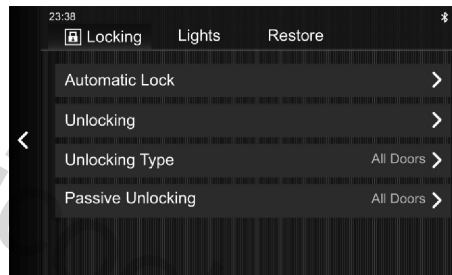 23:38
Locking Lights Restore
Automatic Lock
Unlocking
Unlocking Type All Doors
Passive Unlocking All Doors